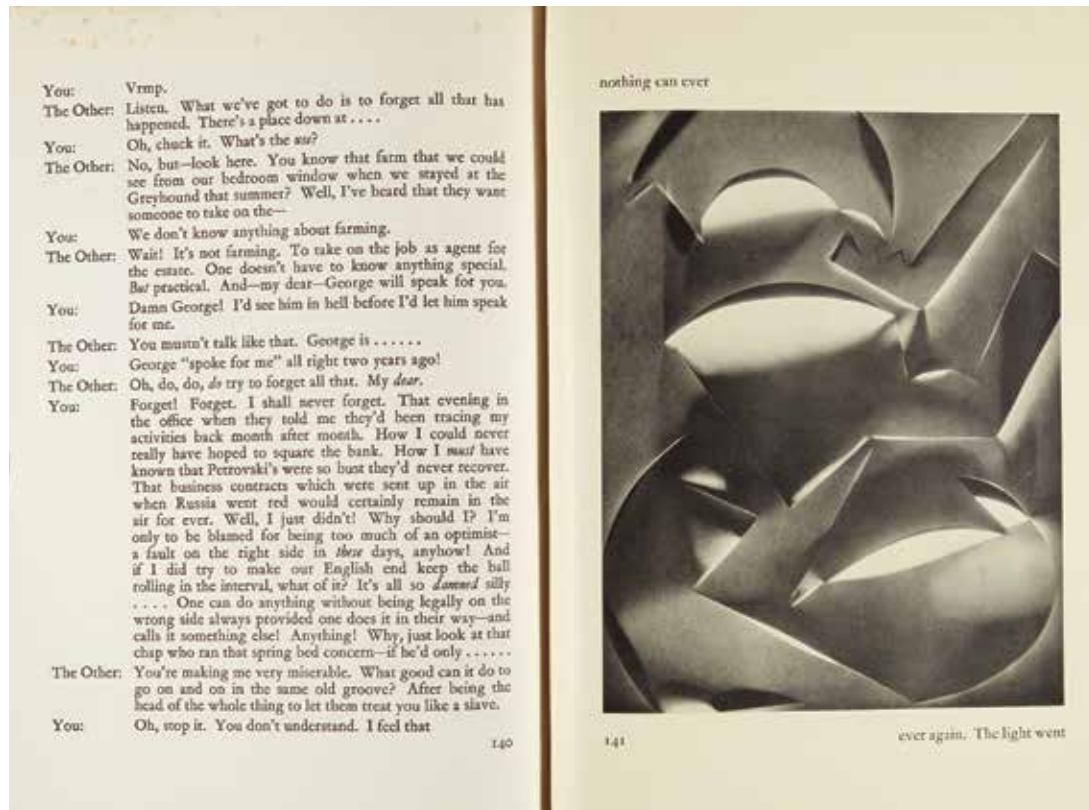 You: Vrmp.
The Other: Listen. What we've got to do is to forget all that has
happened. There's a place down at ....
You: Oh, chuck it. What's the use?
The Other: No, but—look here. You know that farm that we could
see from our bedroom window when we stayed at the
Greyhound that summer? Well, I've heard that they want
someone to take on the—
You: We don't know anything about farming.
The Other: Wait! It's not farming. To take on the job as agent for
the estate. One doesn't have to know anything special.
But practical. And—my dear—George will speak for you.
You: Damn George! I'd see him in hell before I'd let him speak
for me.
The Other: You mustn't talk like that. George is ......
You: George "spoke for me" all right two years ago!
The Other: Oh, do, do, do try to forget all that. My dear.
You: Forget! Forget. I shall never forget. That evening in
the office when they told me they'd been tracing my
activities back month after month. How I could never
really have hoped to square the bank. How I must have
known that Petrovski's were so bust they'd never recover.
That business contracts which were sent up in the air
when Russia went red would certainly remain in the
air for ever. Well, I just didn't! Why should I? I'm
only to be blamed for being too much of an optimist—
a fault on the right side in these days, anyhow! And
if I did try to make our English end keep the ball
rolling in the interval, what of it? It's all so damned silly
.... One can do anything without being legally on the
wrong side always provided one does it in their way—and
calls it something else! Anything! Why, just look at that
chap who ran that spring bed concern—if he'd only ......
The Other: You're making me very miserable. What good can it do to
go on and on in the same old groove? After being the
head of the whole thing to let them treat you like a slave.
You: Oh, stop it. You don't understand. I feel that
140
nothing can ever
141
ever again. The light went